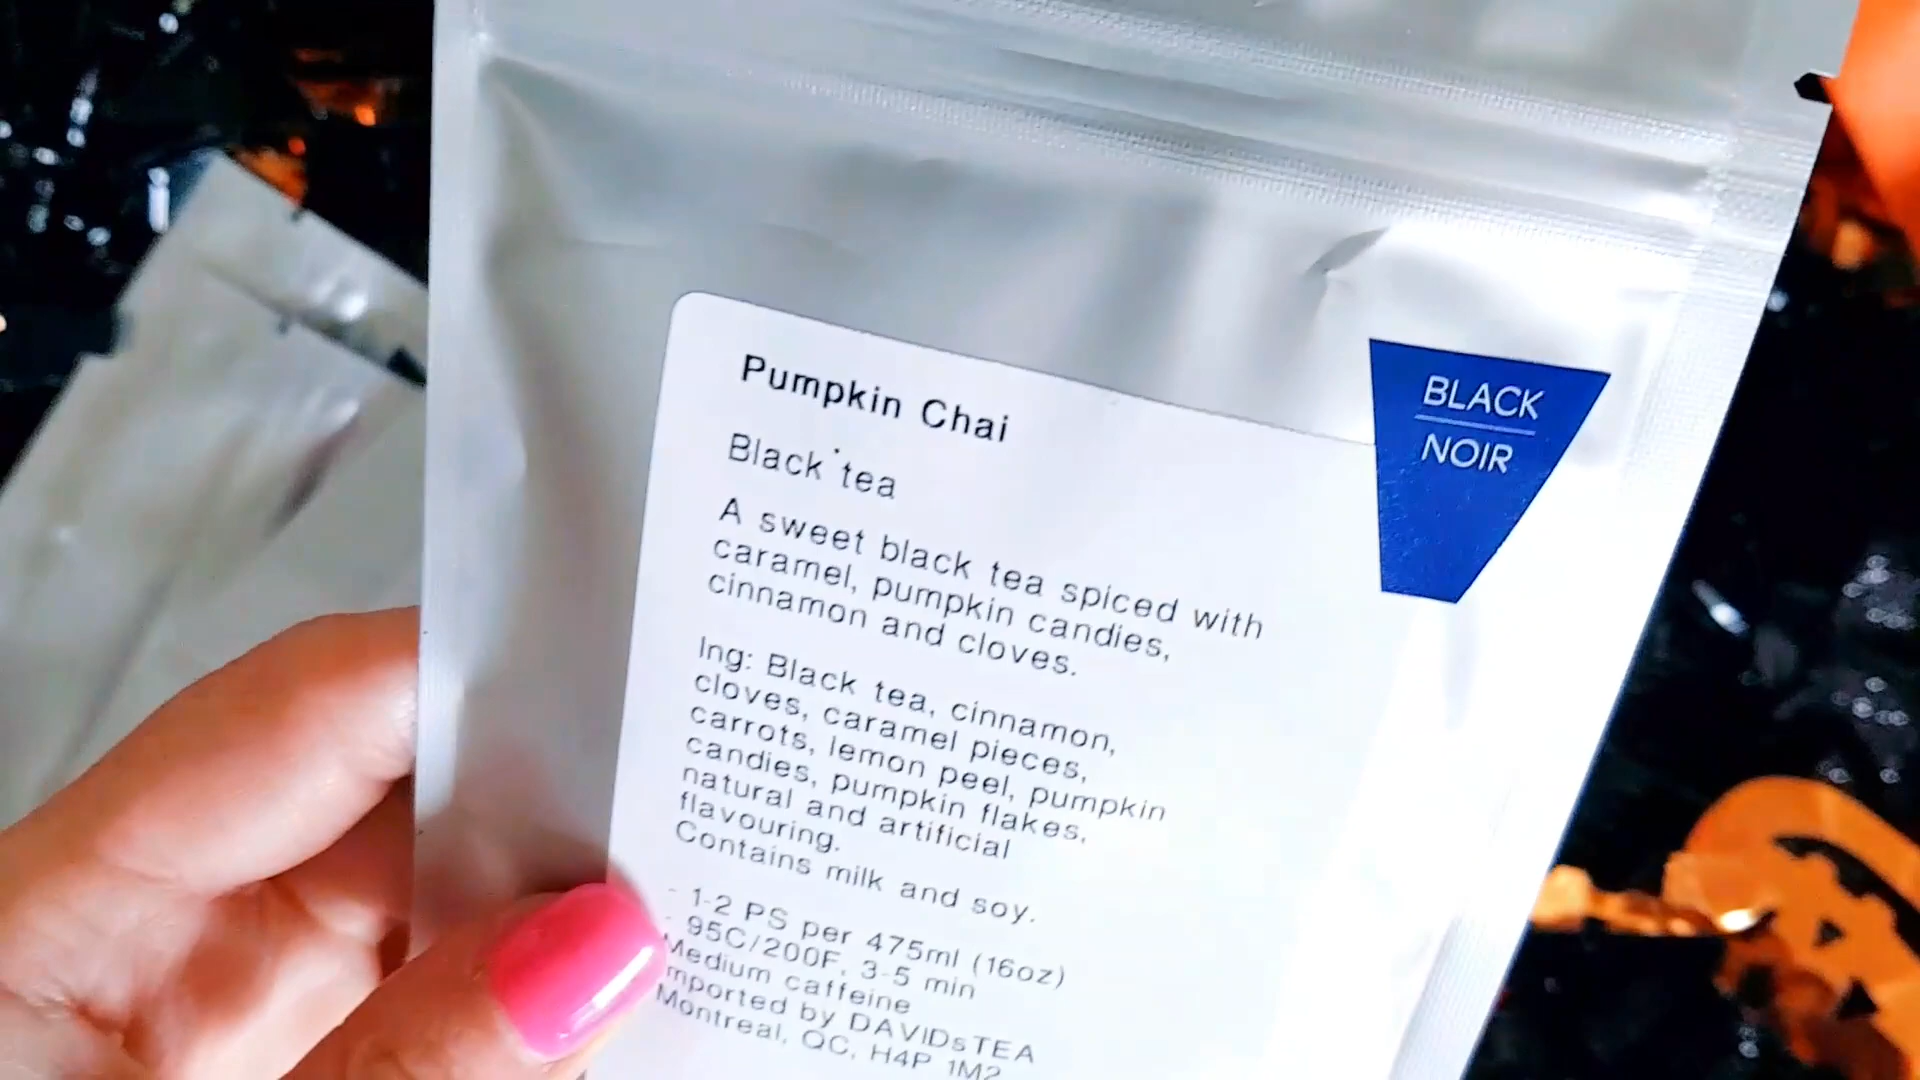 Pumpkin Chai
Black tea
A sweet black tea spiced with
caramel, pumpkin candies,
cinnamon and cloves.
Ing: Black tea, cinnamon,
cloves, caramel pieces,
carrots, lemon peel, pumpkin
candies, pumpkin flakes,
natural and artificial
flavouring.
Contains milk and soy.
- 1-2 PS per 475ml (16oz)
- 95C/200F, 3-5 min
Medium caffeine
Imported by DAVIDsTEA
Montreal, QC, H4P 1M2
BLACK
NOIR